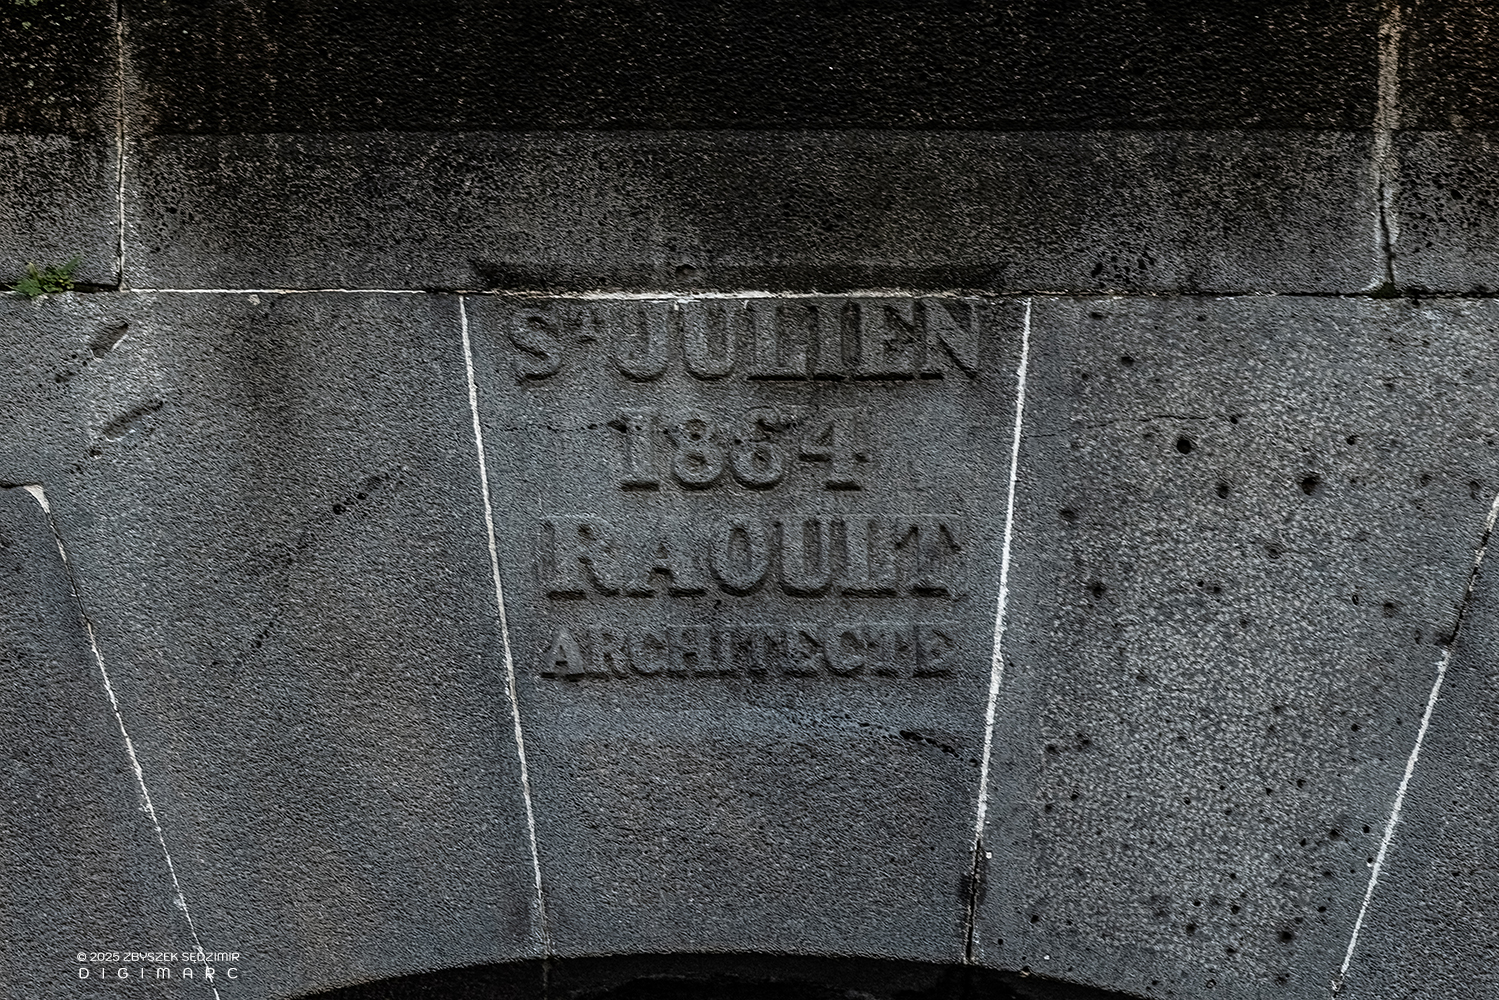 ST JULIEN
1864
RAOULT
ARCHITECTE
© 2025 ZBYSZEK SEDZIMIR
DIGIMARC